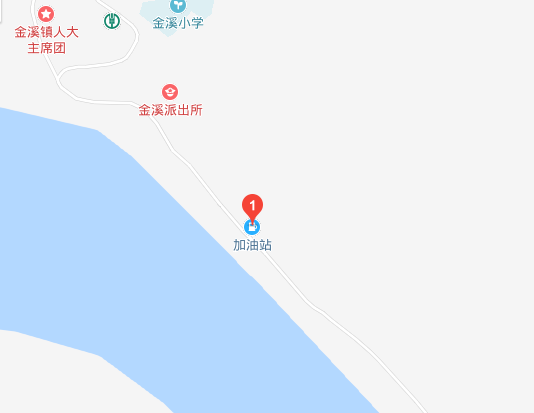 金溪小学
金溪镇人大
主席团
金溪派出所
1
加油站